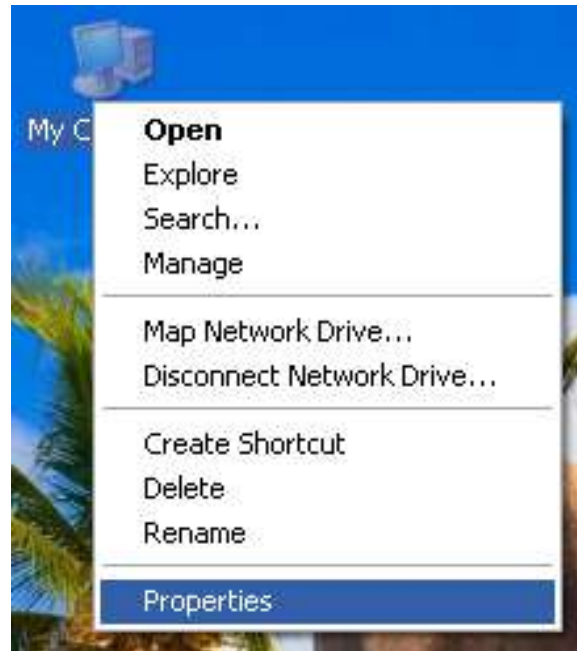 My C
Open
Explore
Search...
Manage
Map Network Drive...
Disconnect Network Drive...
Create Shortcut
Delete
Rename
Properties